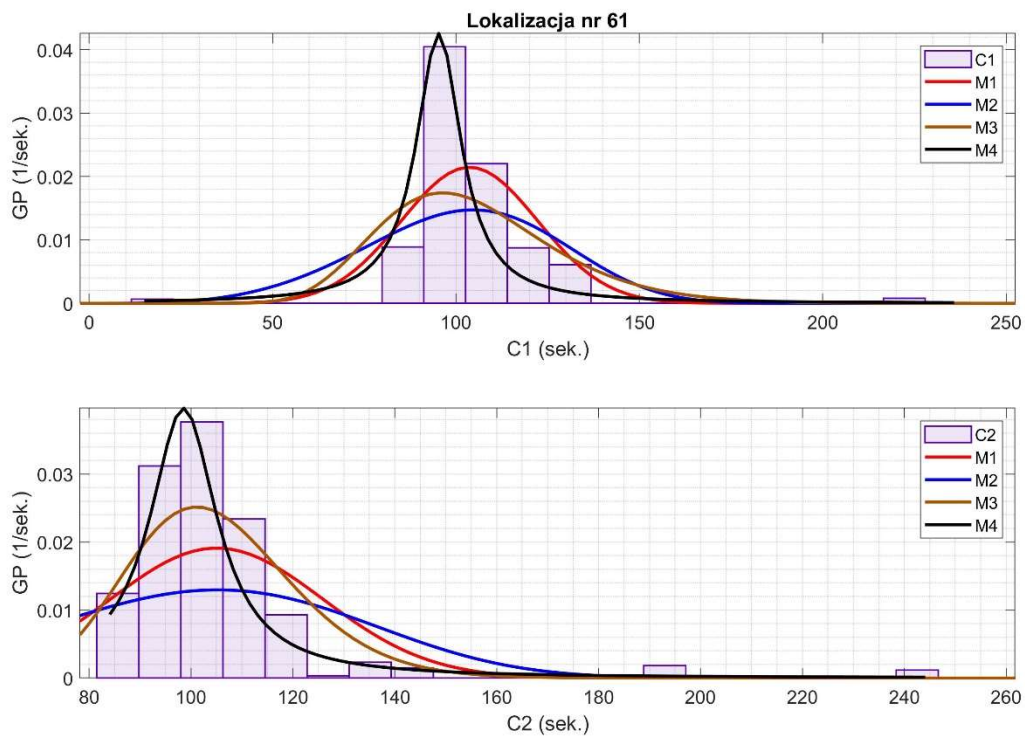 Lokalizacja nr 61
GP (1/sek.)
0.04
0.03
0.02
0.01
0
0 50 100 150 200 250
C1 (sek.)
C1
M1
M2
M3
M4
GP (1/sek.)
0.03
0.02
0.01
0
80 100 120 140 160 180 200 220 240 260
C2 (sek.)
C2
M1
M2
M3
M4